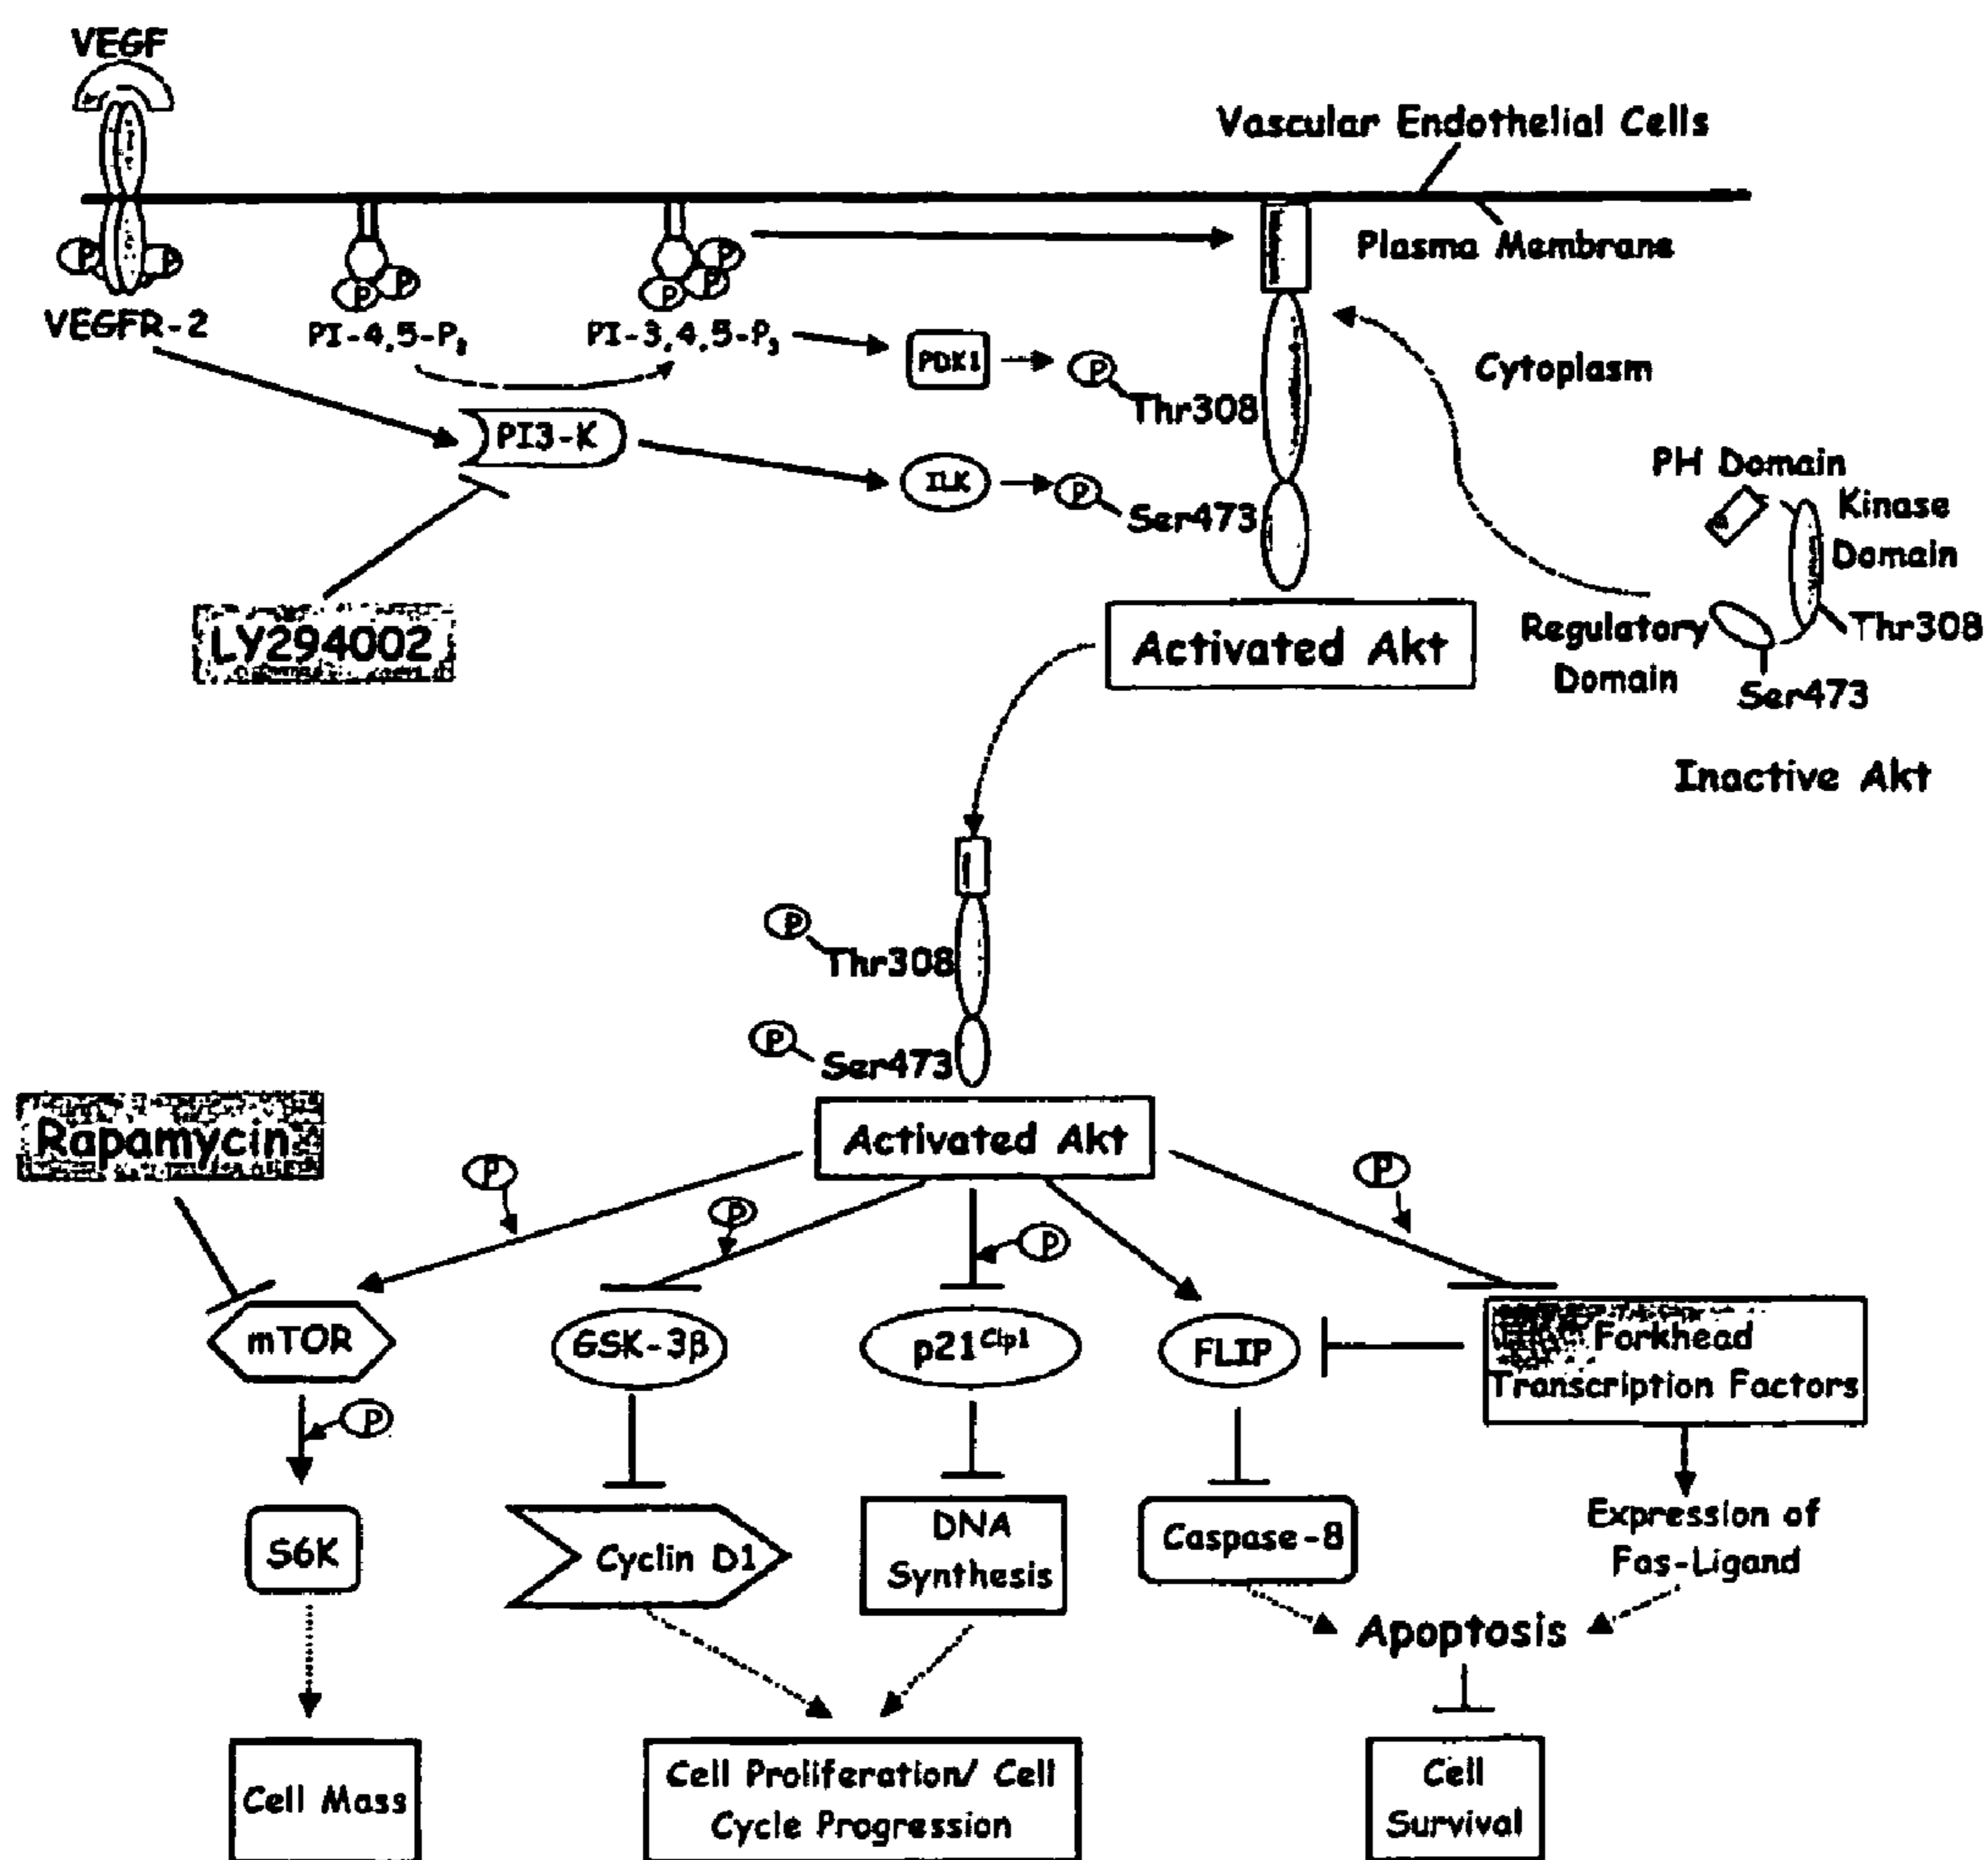 VEGF
Vascular Endothelial Cells
Plasma Membrane
P
P
P
P
P
P
P
VEGFR-2
PI-4,5-P
PI-3,4,5-P3
PDK1
P
Thr308
Cytoplasm
PI3-K
ILK
P
Ser473
PH Domain
Kinase
Domain
Regulatory
Domain
Thr308
Ser473
Inactive Akt
LY294002
Activated Akt
P
Thr308
P
Ser473
Rapamycin
Activated Akt
P
P
P
P
mTOR
GSK-3β
p21Cip1
FLIP
Forkhead
Transcription Factors
P
S6K
Cyclin D1
DNA
Synthesis
Caspase-8
Expression of
Fas-Ligand
Apoptosis
Cell Mass
Cell Proliferation/ Cell
Cycle Progression
Cell
Survival